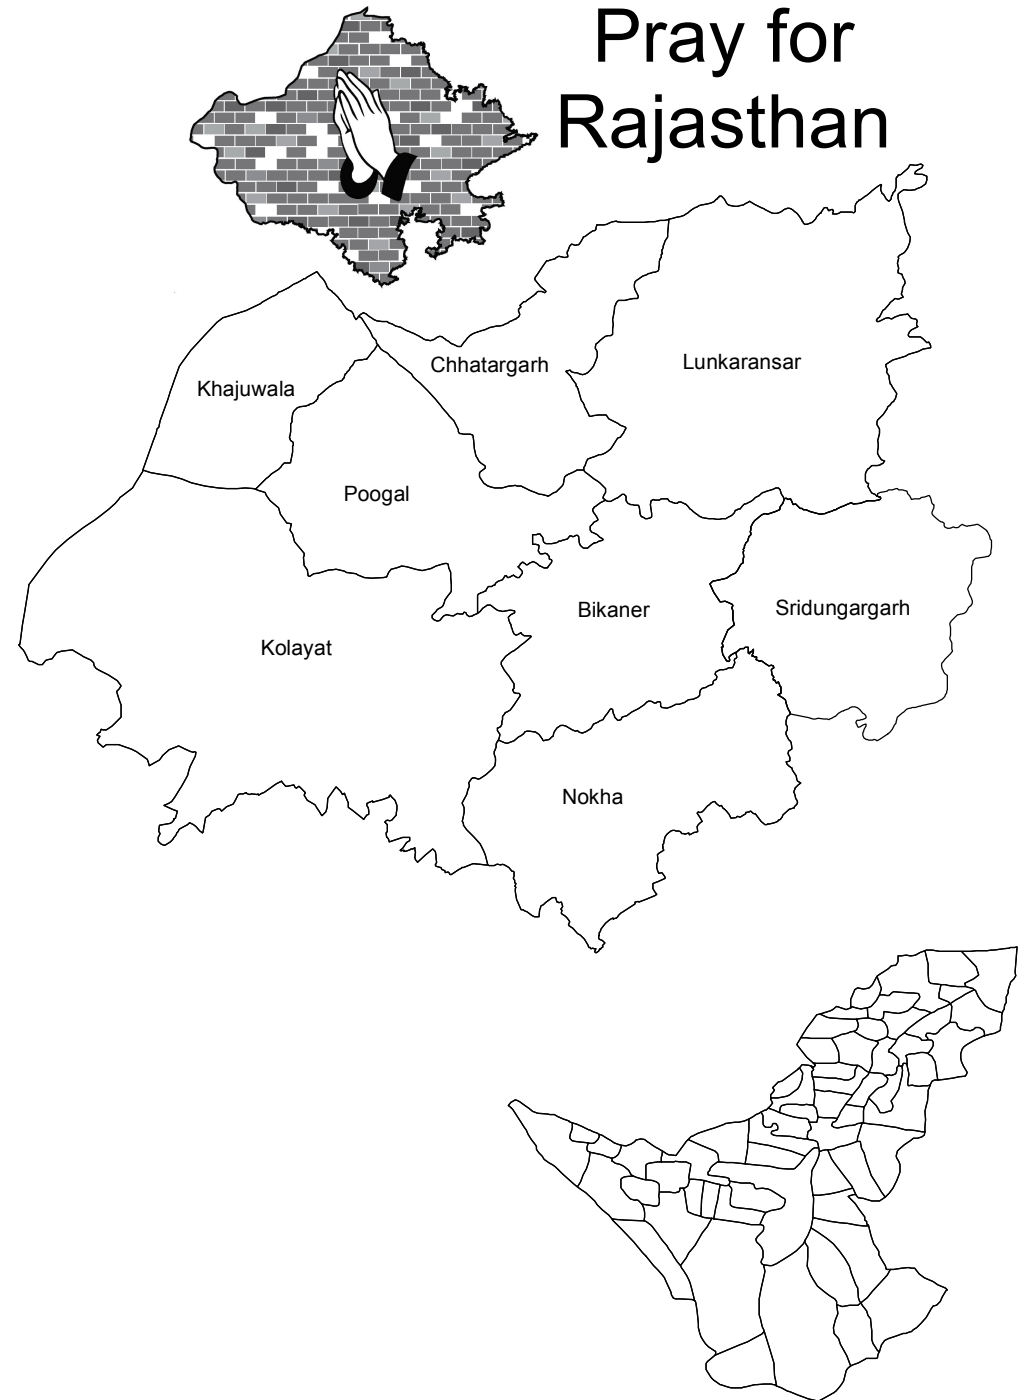 Pray for
Rajasthan
Chhatargarh
Lunkaransar
Khajuwala
Poogal
Bikaner
Sridungargarh
Kolayat
Nokha